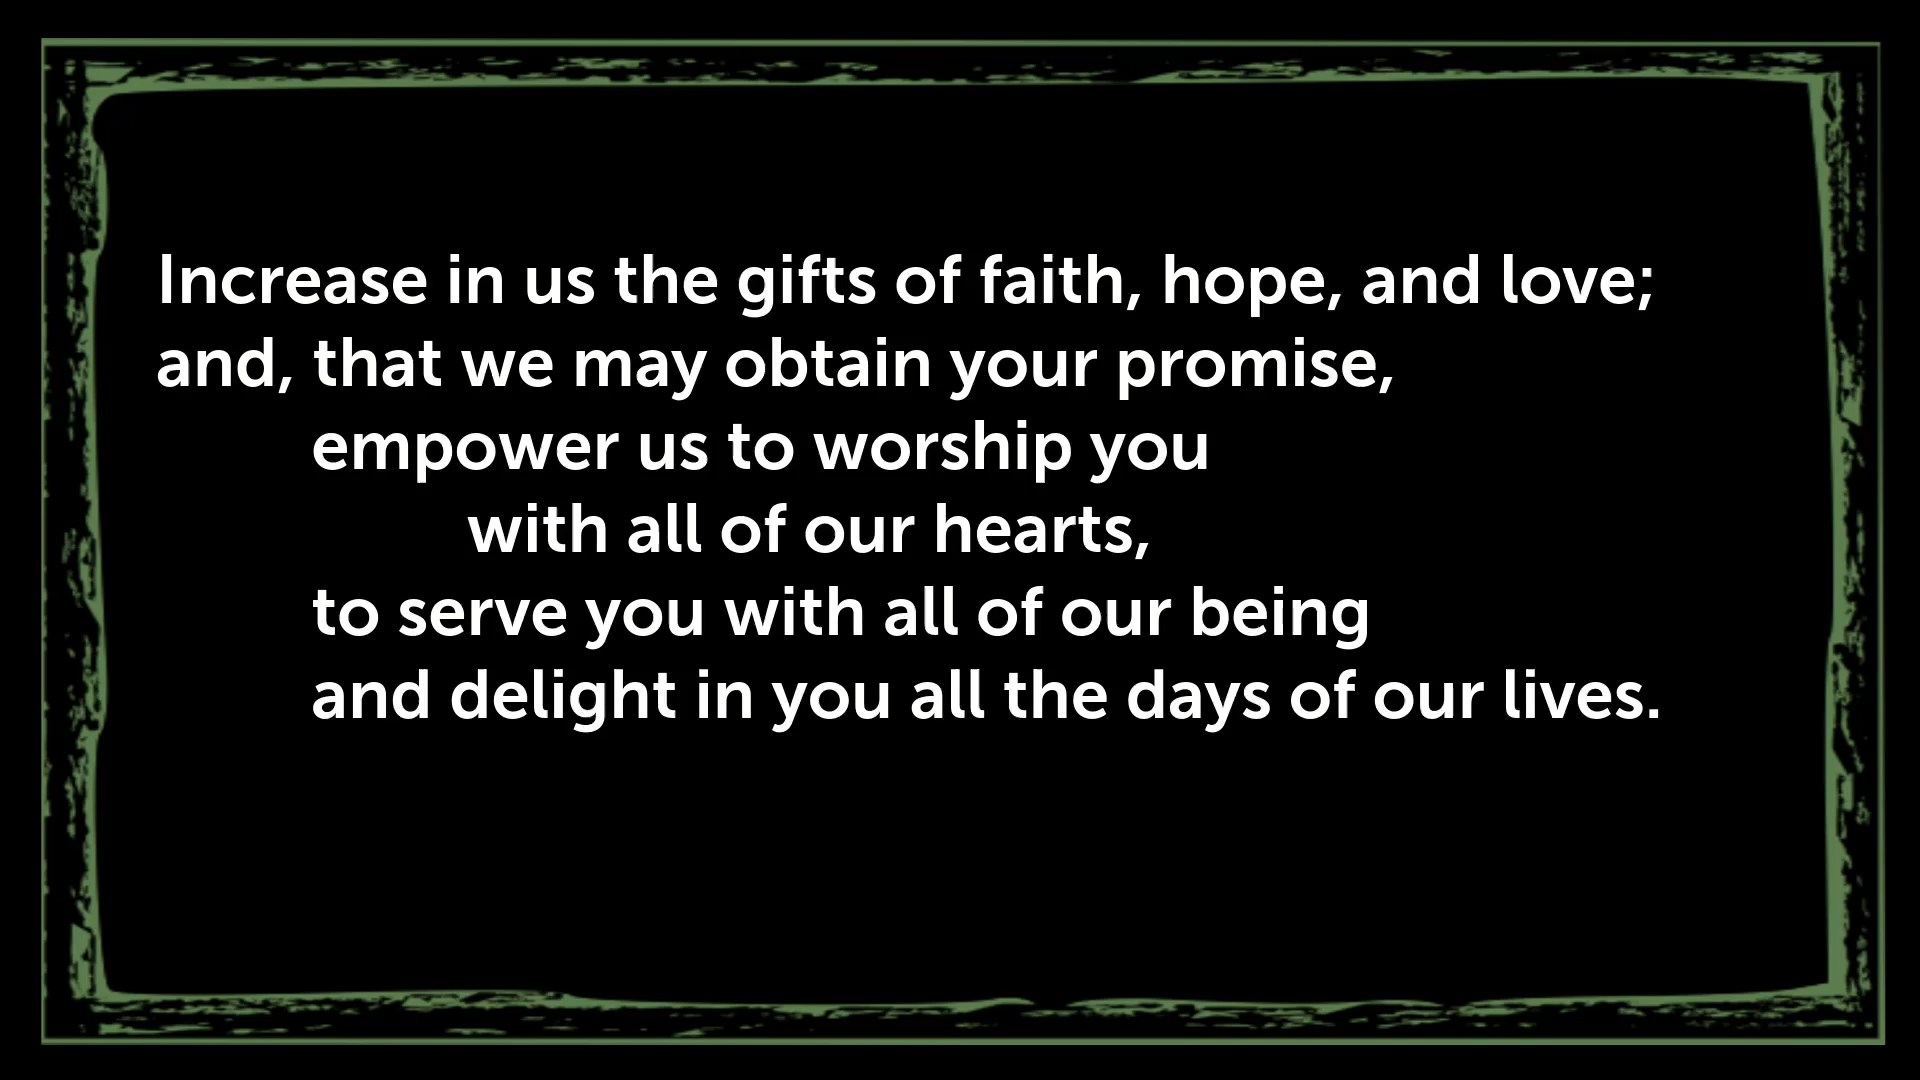 Increase in us the gifts of faith, hope, and love;
and, that we may obtain your promise,
empower us to worship you
with all of our hearts,
to serve you with all of our being
and delight in you all the days of our lives.